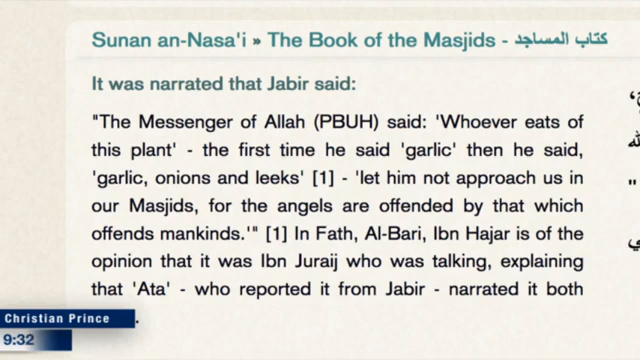 Sunan an-Nasa'i » The Book of the Masjids - كتاب المساجد
It was narrated that Jabir said:
"The Messenger of Allah (PBUH) said: 'Whoever eats of
this plant' - the first time he said 'garlic' then he said,
'garlic, onions and leeks' [1] - 'let him not approach us in
our Masjids, for the angels are offended by that which
offends mankinds.'" [1] In Fath, Al-Bari, Ibn Hajar is of the
opinion that it was Ibn Juraij who was talking, explaining
that 'Ata' - who reported it from Jabir - narrated it both
Christian Prince
9:32